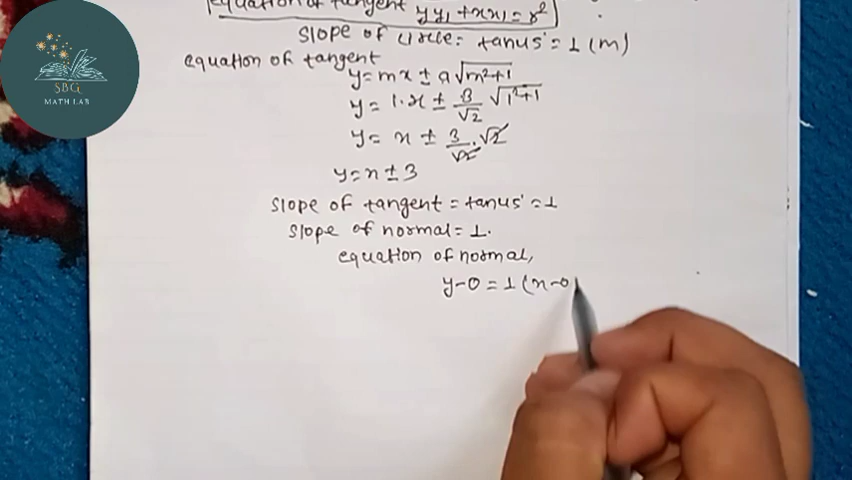 equation of tangent yy₁ + xx₁ = r²
SBG
MATH LAB
slope of circle = tan45° = 1 (m)
equation of tangent
y = mx ± a√m²+1
y = 1·x ± 3/√2 √1²+1
y = x ± 3/√2 · √2
y = x ± 3
slope of tangent = tan45° = 1
slope of normal = 1.
equation of normal,
y-0 = 1 (x-0)